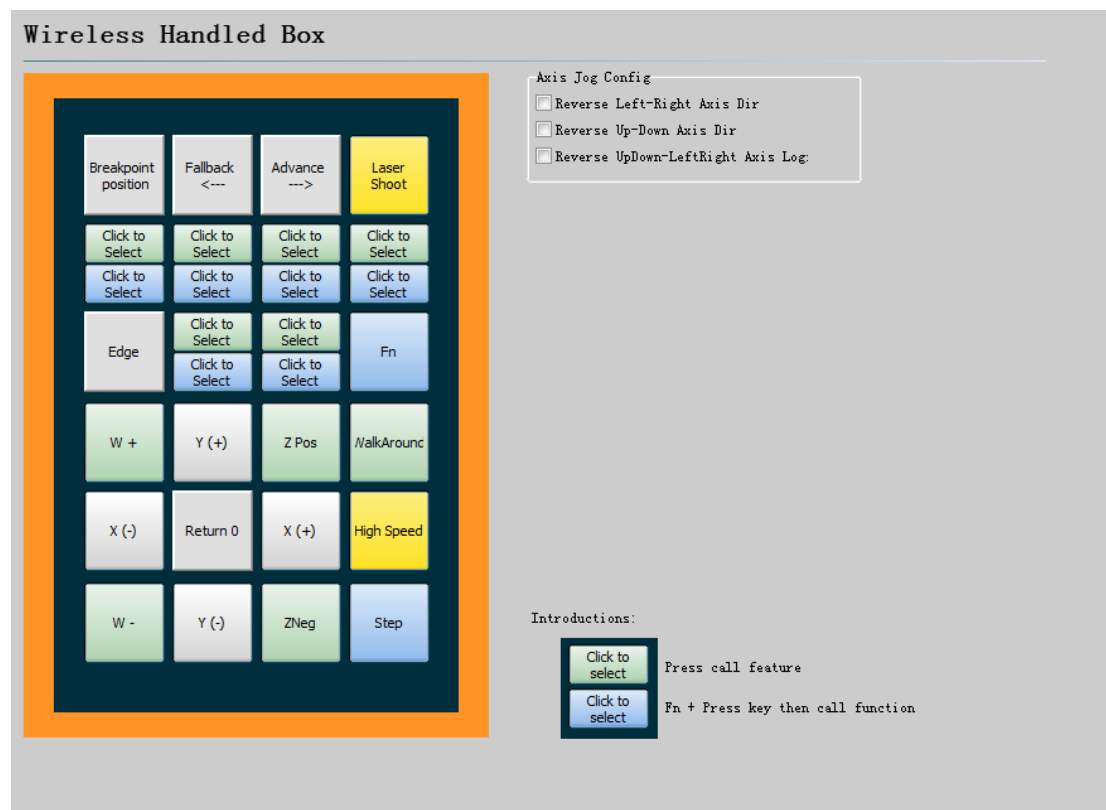 Wireless Handled Box
Axis Jog Config
Reverse Left-Right Axis Dir
Reverse Up-Down Axis Dir
Reverse UpDown-LeftRight Axis Log:
Breakpoint
position
Fallback
<---
Advance
--->
Laser
Shoot
Click to
Select
Click to
Select
Click to
Select
Click to
Select
Click to
Select
Click to
Select
Click to
Select
Click to
Select
Edge
Click to
Select
Click to
Select
Fn
Click to
Select
Click to
Select
W +
Y (+)
Z Pos
WalkAround
X (-)
Return 0
X (+)
High Speed
W -
Y (-)
ZNeg
Step
Introductions:
Click to
select
Press call feature
Click to
select
Fn + Press key then call function